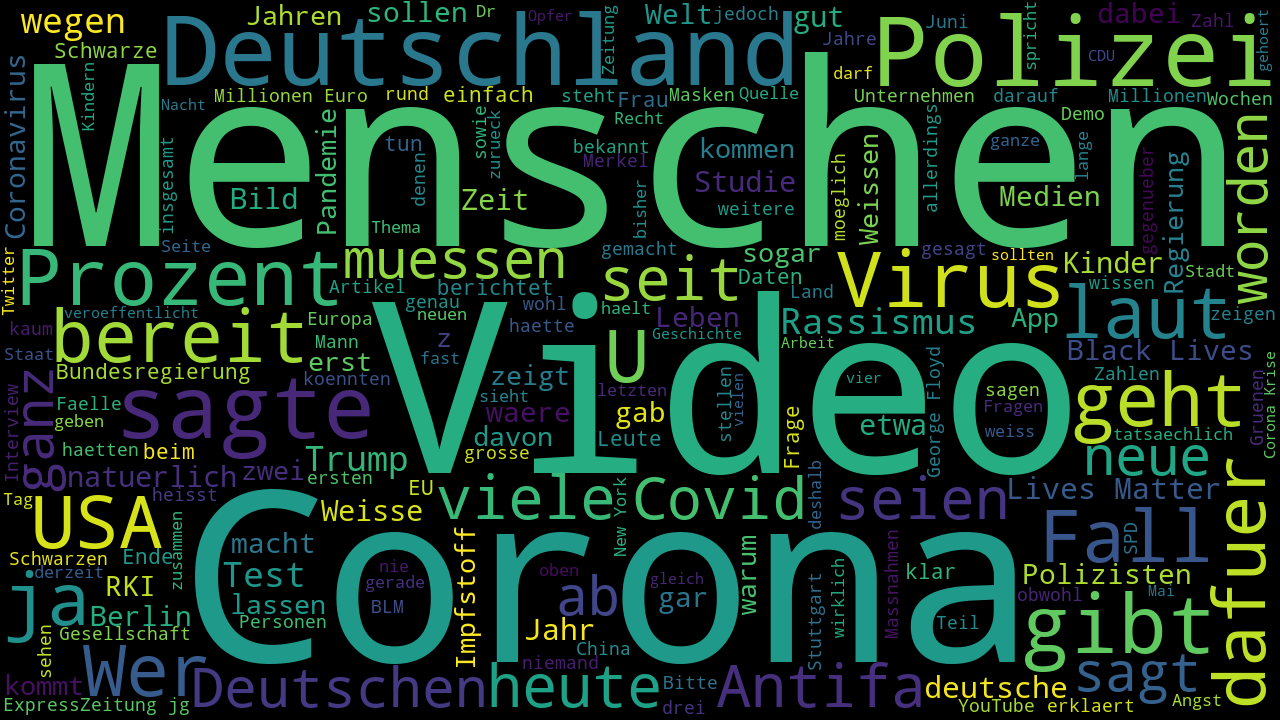 wegen
Jahren
sollen
Dr
Opfer
Zeitung
Welt
jedoch
gut
Jahre
Juni
spricht
CDU
dabei
Zahl
gehoert
Schwarze
Deutschland
Polizei
Coronavirus
Kindern
Menschen
Nacht
Millionen Euro
rund
einfach
steht
Frau
Masken
Quelle
darf
Unternehmen
darauf
Millionen
Wochen
Recht
Demo
sowie
zurueck
tun
denen
bekannt
Merkel
kommen
Studie
weitere
bisher
Pandemie
insgesamt
Bild
Zeit
Thema
moeglich
Weissen
allerdings
ganze
lange
Medien
gegenueber
Regierung
worden
Seite
Twitter
Prozent
muessen
gemacht
seit
sogar
Daten
Virus
gesagt
sollten
Kinder
wissen
Stadt
Artikel
berichtet
genau
neuen
wohl
haelt
Land
laut
zeigen
veroeffentlicht
kaum
bereit
Europa
Mann
erst
z
fast
haette
Geschichte
U
Leben
Rassismus
Arbeit
App
Black Lives
Staat
Bundesregierung
koennten
Video
zeigt
sieht
letzten
stellen
vielen
vier
sagen
Fragen
weiss
Zahlen
geht
Gruenen
Corona Krise
Interview
ganz
Faelle
geben
sagte
waere
gab
davon
Leute
grosse
Frage
etwa
George Floyd
tatsaechlich
haetten
beim
natuerlich
zwei
Trump
ersten
neue
dafuer
Tag
USA
heisst
EU
viele
Covid
New York
deshalb
seien
Lives Matter
Weisse
Fall
SPD
Schwarzen
Ende
zusammen
macht
Corona
derzeit
RKI
Test
nie
gerade
oben
gleich
warum
klar
Polizisten
obwohl
Mai
ja
Berlin
lassen
Personen
BLM
Impfstoff
ab
gar
wirklich
Massnahmen
Teil
gibt
Gesellschaft
sehen
Jahr
China
Stuttgart
kommt
wer
Deutschen
heute
niemand
Bitte
drei
Antifa
deutsche
sagt
Angst
ExpressZeitung jg
YouTube
erklaert